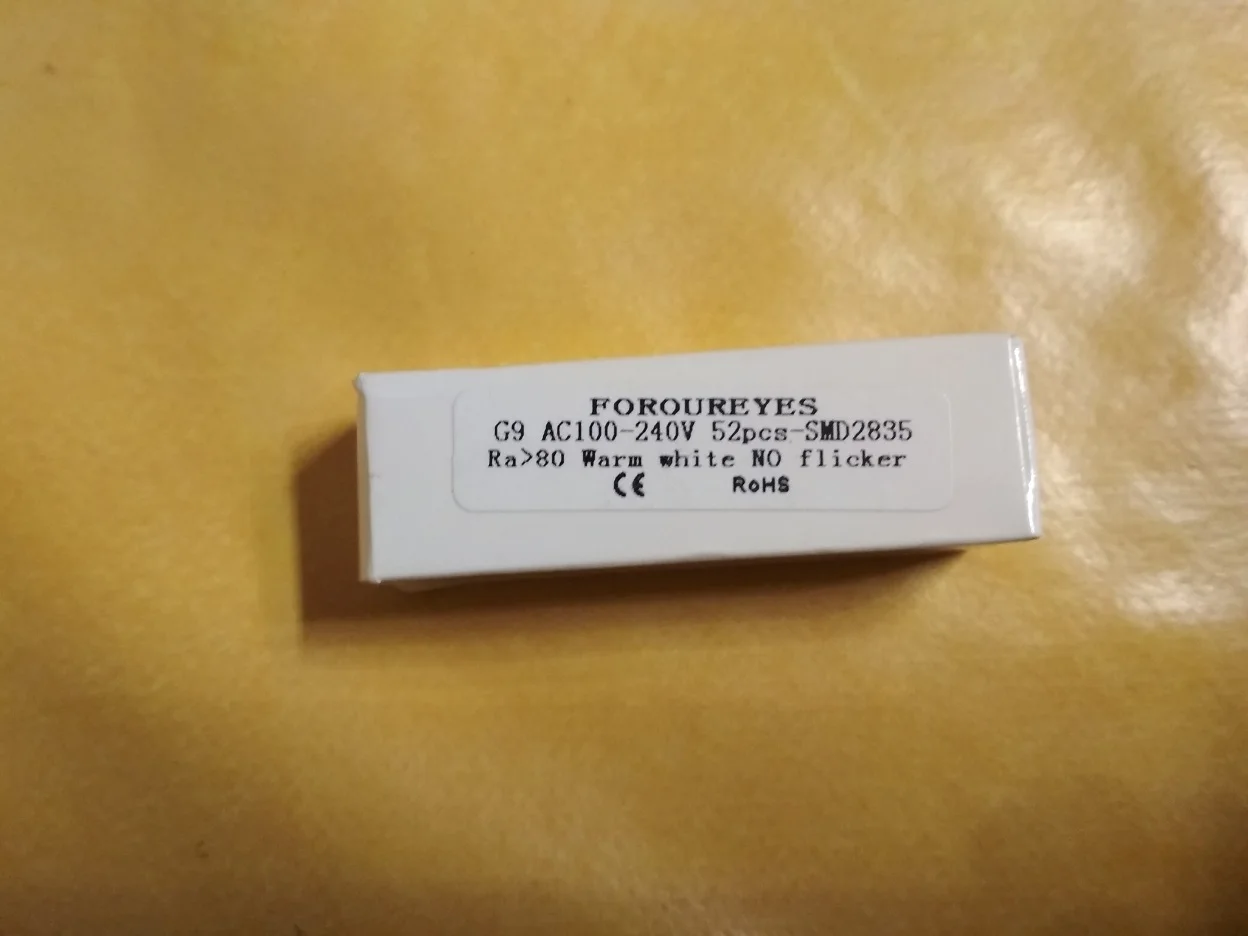 FOROUREYES
G9 AC100-240V 52pcs-SMD2835
Ra>80 Warm white NO flicker
CE RoHS